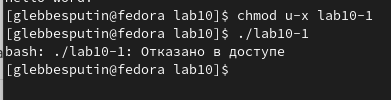 [glebbesputin@fedora lab10]$ chmod u-x lab10-1
[glebbesputin@fedora lab10]$ ./lab10-1
bash: ./lab10-1: Отказано в доступе
[glebbesputin@fedora lab10]$